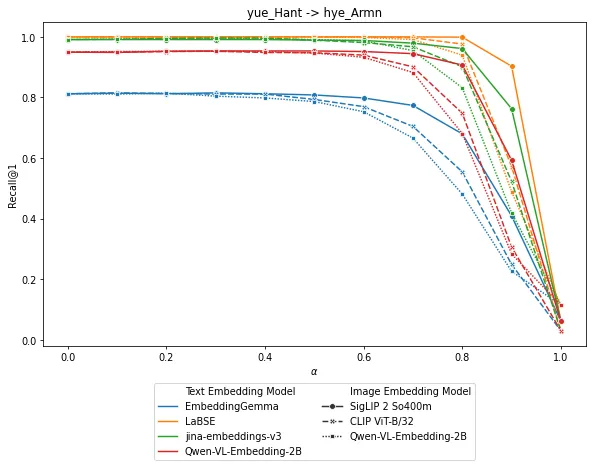 yue_Hant -> hye_Armn
1.0
0.8
0.6
0.4
0.2
0.0
Recall@1
0.0 0.2 0.4 0.6 0.8 1.0
α
Text Embedding Model
EmbeddingGemma
LaBSE
jina-embeddings-v3
Qwen-VL-Embedding-2B
Image Embedding Model
SigLIP 2 So400m
CLIP ViT-B/32
Qwen-VL-Embedding-2B